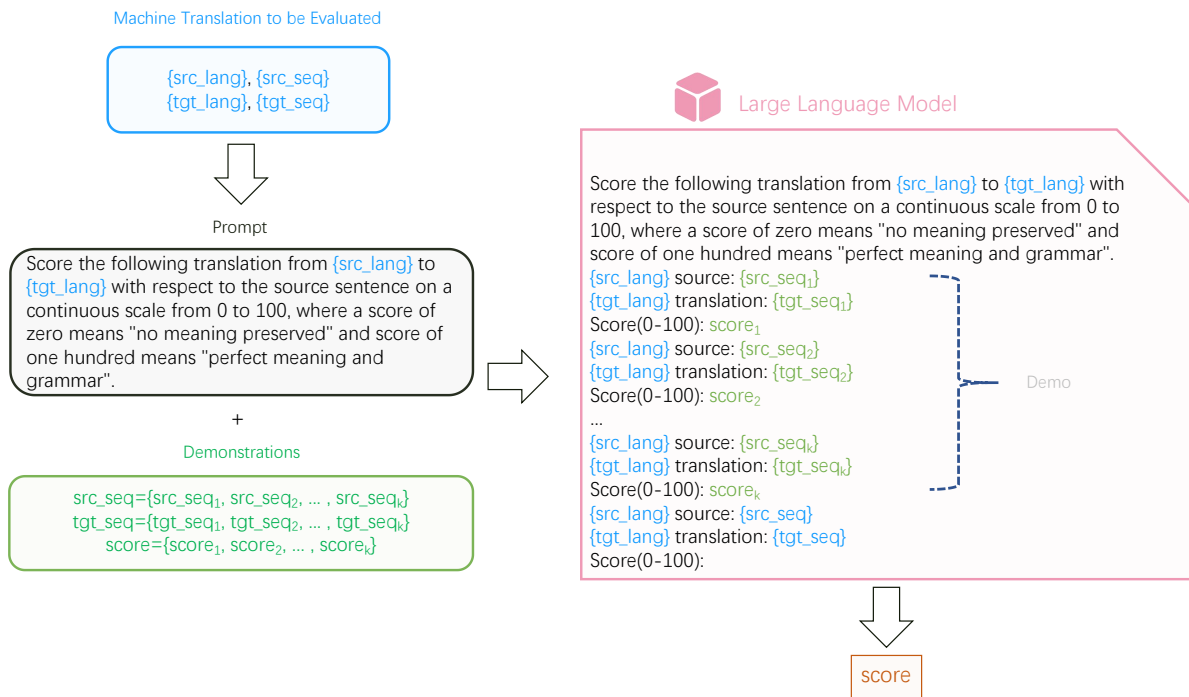 Machine Translation to be Evaluated
{src_lang}, {src_seq}
{tgt_lang}, {tgt_seq}
Prompt
Score the following translation from {src_lang} to
{tgt_lang} with respect to the source sentence on a
continuous scale from 0 to 100, where a score of
zero means "no meaning preserved" and score of
one hundred means "perfect meaning and
grammar".
+
Demonstrations
src_seq={src_seq₁, src_seq₂, ... , src_seqₖ}
tgt_seq={tgt_seq₁, tgt_seq₂, ... , tgt_seqₖ}
score={score₁, score₂, ... , scoreₖ}
Large Language Model
Score the following translation from {src_lang} to {tgt_lang} with
respect to the source sentence on a continuous scale from 0 to
100, where a score of zero means "no meaning preserved" and
score of one hundred means "perfect meaning and grammar".
{src_lang} source: {src_seq₁}
{tgt_lang} translation: {tgt_seq₁}
Score(0-100): score₁
{src_lang} source: {src_seq₂}
{tgt_lang} translation: {tgt_seq₂}
Score(0-100): score₂
...
{src_lang} source: {src_seqₖ}
{tgt_lang} translation: {tgt_seqₖ}
Score(0-100): scoreₖ
{src_lang} source: {src_seq}
{tgt_lang} translation: {tgt_seq}
Score(0-100):
Demo
score